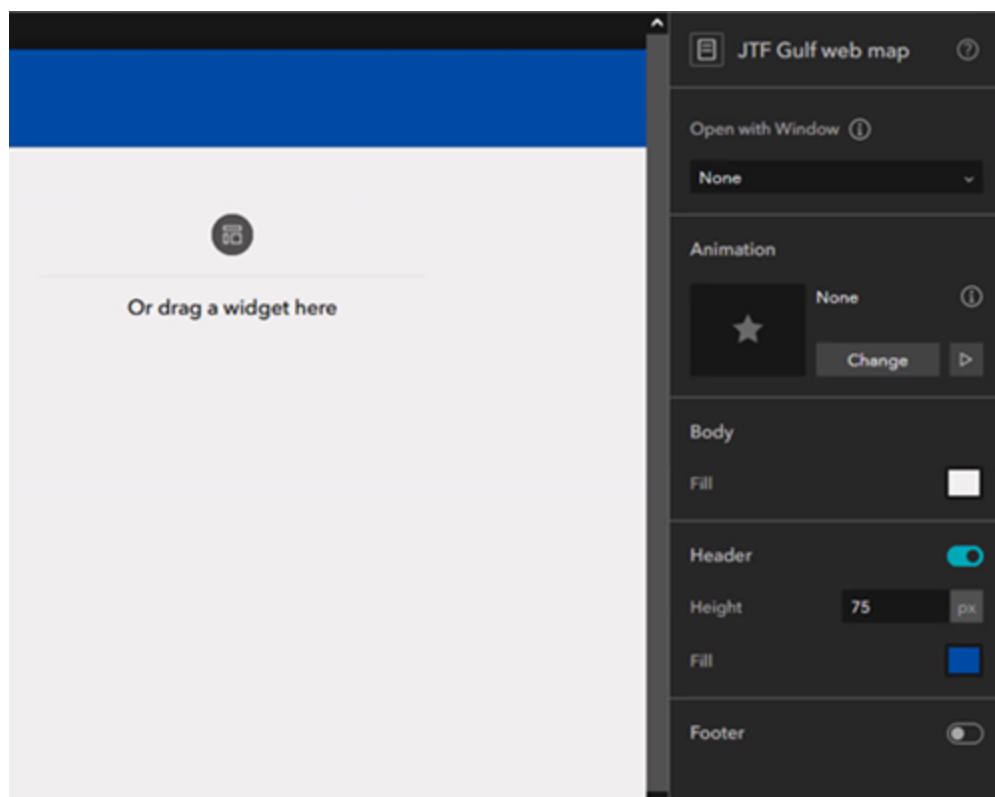 Or drag a widget here
JTF Gulf web map
Open with Window
None
Animation
None
Change
Body
Fill
Header
Height 75 px
Fill
Footer